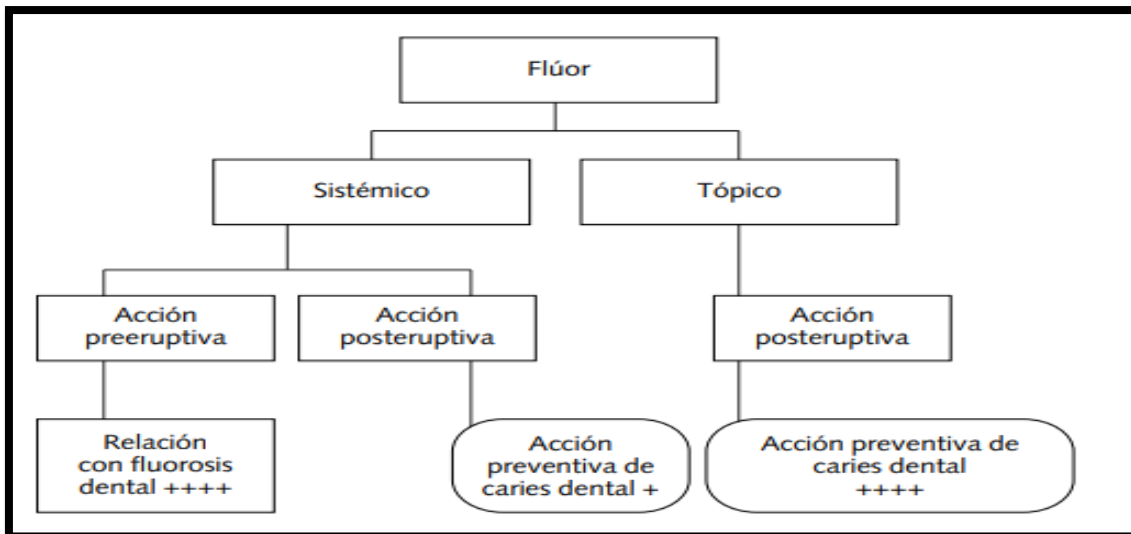 Flúor
Sistémico
Tópico
Acción
preeruptiva
Acción
posteruptiva
Acción
posteruptiva
Relación
con fluorosis
dental ++++
Acción
preventiva de
caries dental +
Acción preventiva de
caries dental
++++